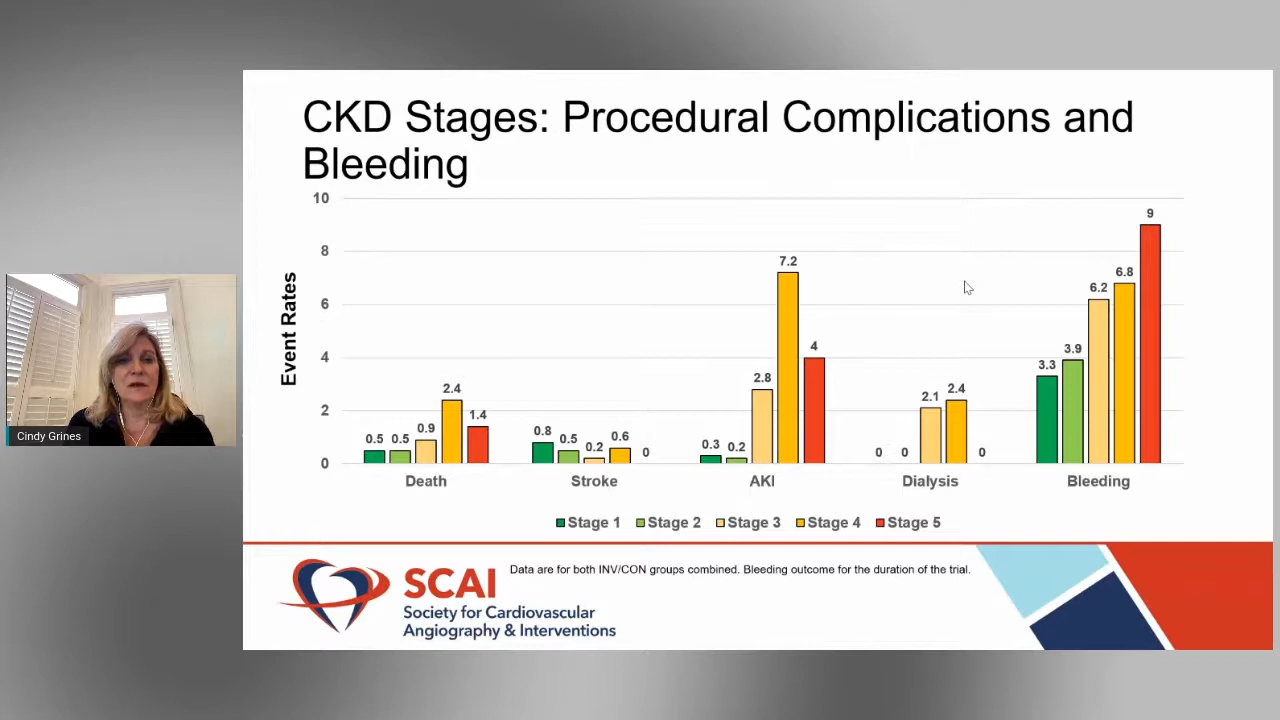 CKD Stages: Procedural Complications and
Bleeding
Event Rates
10
8
6
4
2
0
0.5 0.5 0.9 2.4 1.4
0.8 0.5 0.2 0.6 0
0.3 0.2 2.8 7.2 4
0 0 2.1 2.4 0
3.3 3.9 6.2 6.8 9
Death Stroke AKI Dialysis Bleeding
Stage 1 Stage 2 Stage 3 Stage 4 Stage 5
Cindy Grines
Data are for both INV/CON groups combined. Bleeding outcome for the duration of the trial.
SCAI
Society for Cardiovascular
Angiography & Interventions